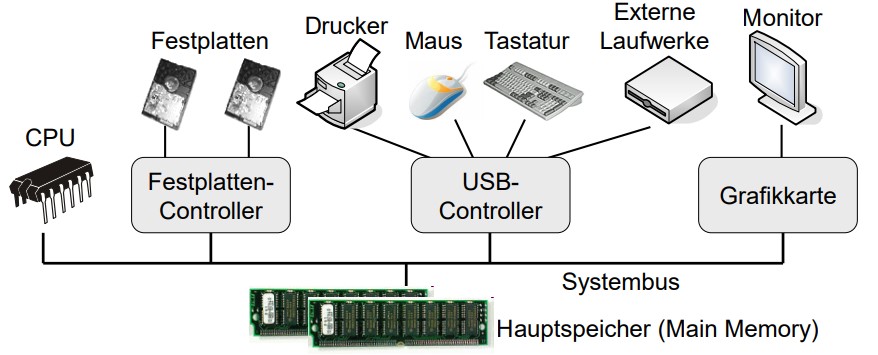 Festplatten
Drucker
Maus
Tastatur
Externe
Laufwerke
Monitor
CPU
Festplatten-
Controller
USB-
Controller
Grafikkarte
Systembus
Hauptspeicher (Main Memory)